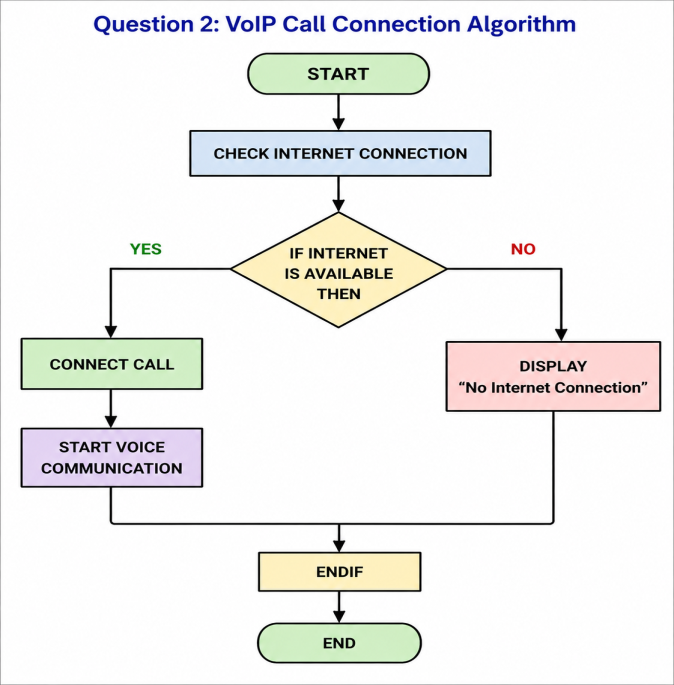 Question 2: VoIP Call Connection Algorithm
START
CHECK INTERNET CONNECTION
IF INTERNET
IS AVAILABLE
THEN
YES
NO
CONNECT CALL
START VOICE
COMMUNICATION
DISPLAY
“No Internet Connection”
ENDIF
END